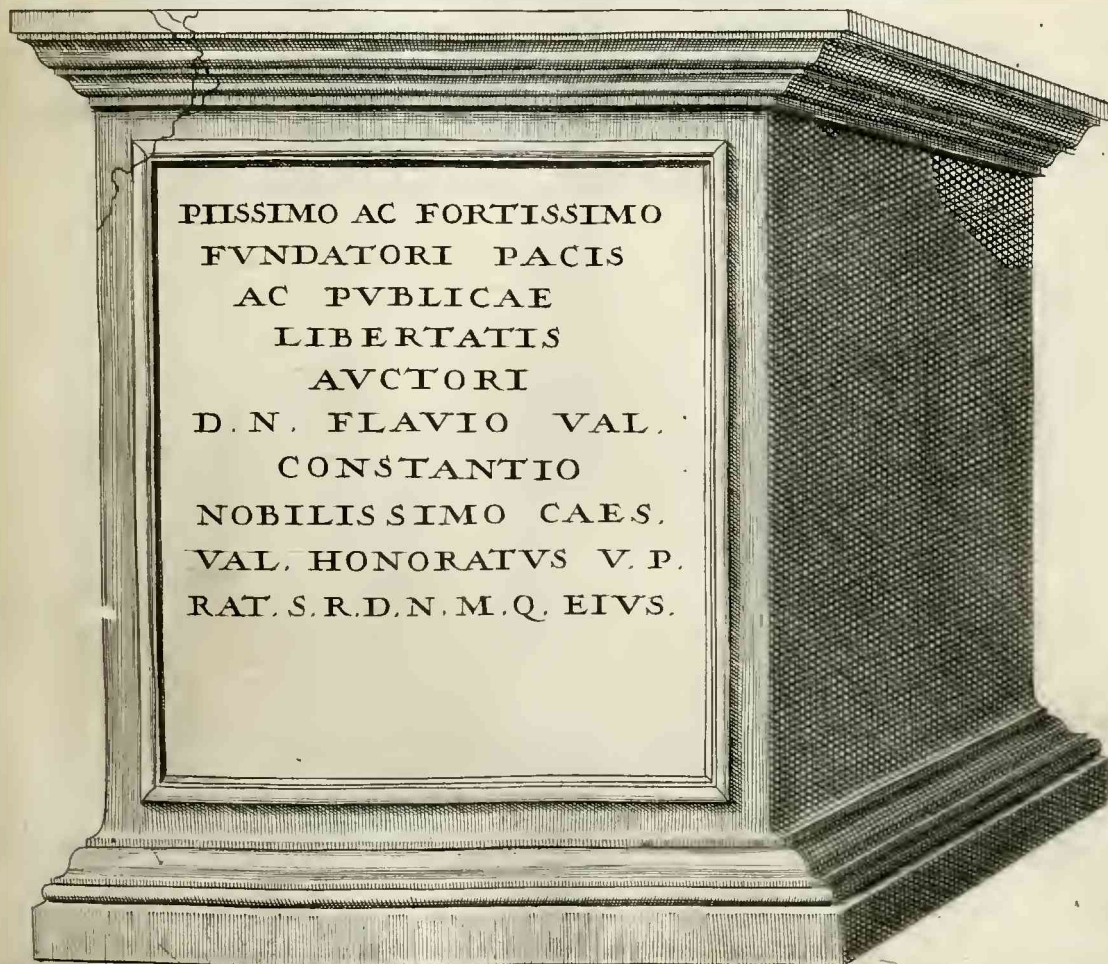 PIISSIMO AC FORTISSIMO
FVNDATORI PACIS
AC PVBLICAE
LIBERTATIS
AVCTORI
D. N. FLAVIO VAL.
CONSTANTIO
NOBILISSIMO CAES.
VAL. HONORATVS V. P.
RAT. S. R. D. N. M. Q. EIVS.